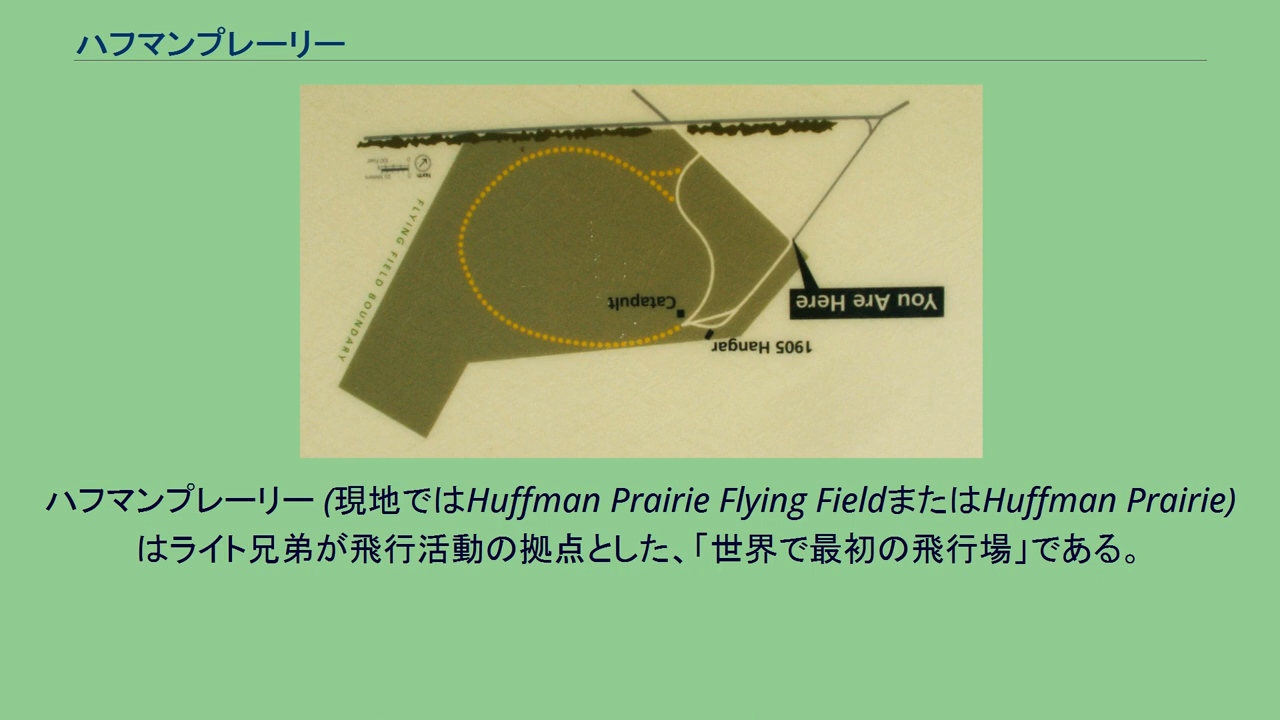 ハフマンプレーリー
North
0
0
FLYING FIELD BOUNDARY
Catapult
You Are Here
1905 Hangar
ハフマンプレーリー (現地ではHuffman Prairie Flying FieldまたはHuffman Prairie)
はライト兄弟が飛行活動の拠点とした、「世界で最初の飛行場」である。